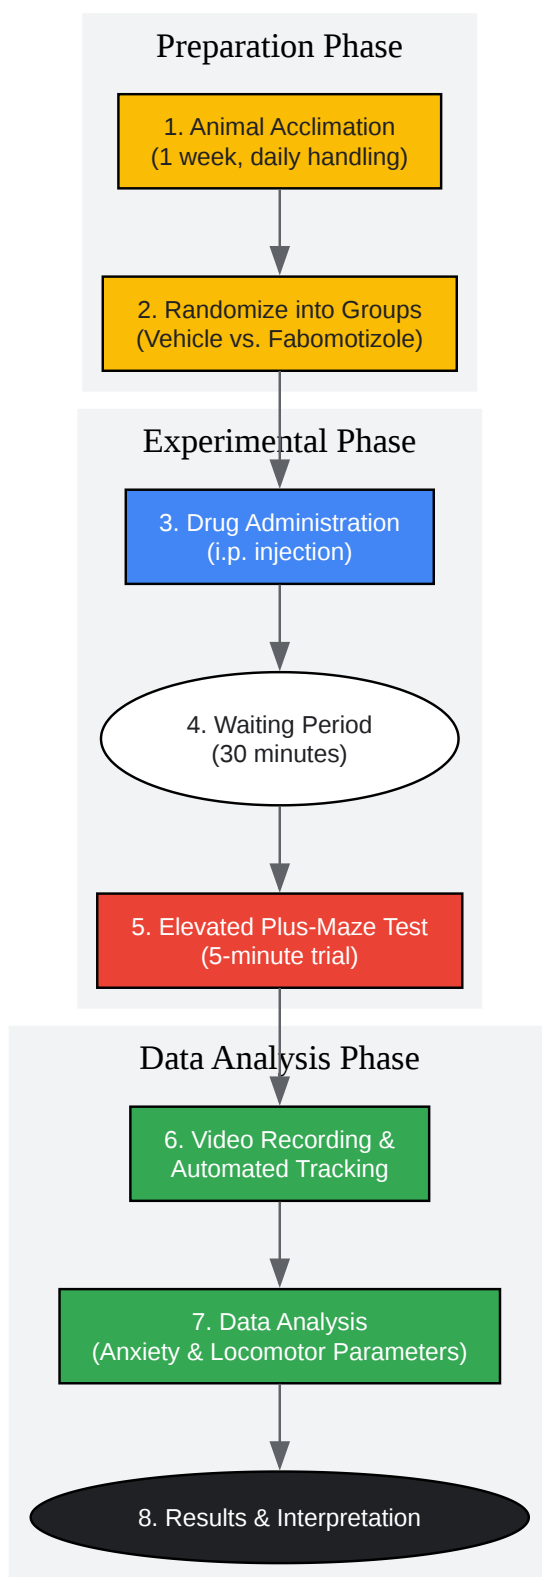 Preparation Phase
1. Animal Acclimation
(1 week, daily handling)
2. Randomize into Groups
(Vehicle vs. Fabomotizole)
Experimental Phase
3. Drug Administration
(i.p. injection)
4. Waiting Period
(30 minutes)
5. Elevated Plus-Maze Test
(5-minute trial)
Data Analysis Phase
6. Video Recording &
Automated Tracking
7. Data Analysis
(Anxiety & Locomotor Parameters)
8. Results & Interpretation